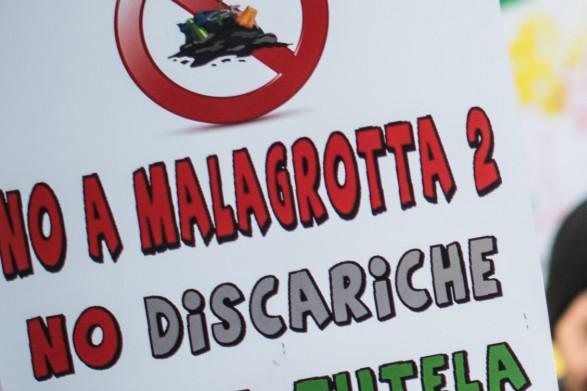 NO A MALAGROTTA 2
NO DiSCARiCHE
TUTELA